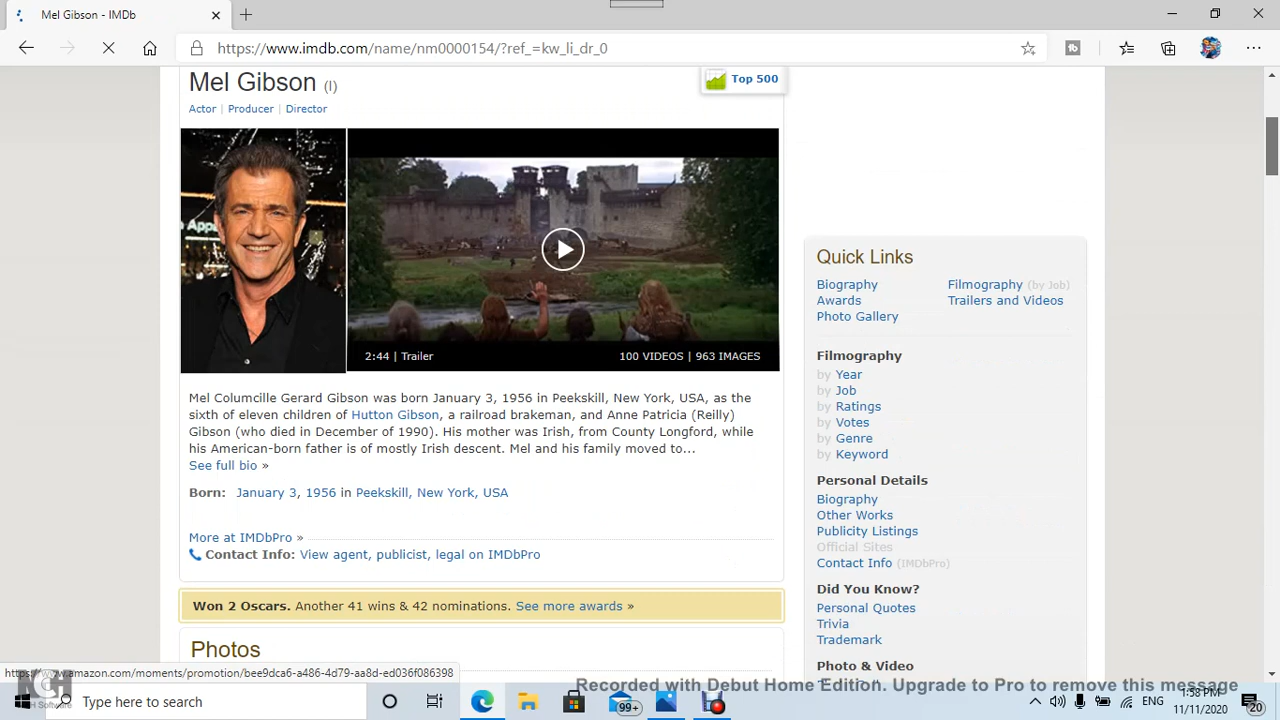 Mel Gibson - IMDb
https://www.imdb.com/name/nm0000154/?ref_=kw_li_dr_0
Mel Gibson (I)
Top 500
Actor | Producer | Director
2:44 | Trailer
100 VIDEOS | 963 IMAGES
Mel Columcille Gerard Gibson was born January 3, 1956 in Peekskill, New York, USA, as the
sixth of eleven children of Hutton Gibson, a railroad brakeman, and Anne Patricia (Reilly)
Gibson (who died in December of 1990). His mother was Irish, from County Longford, while
his American-born father is of mostly Irish descent. Mel and his family moved to...
See full bio »
Born: January 3, 1956 in Peekskill, New York, USA
More at IMDbPro »
Contact Info: View agent, publicist, legal on IMDbPro
Won 2 Oscars. Another 41 wins & 42 nominations. See more awards »
Photos
Quick Links
Biography
Filmography (by Job)
Awards
Trailers and Videos
Photo Gallery
Filmography
by Year
by Job
by Ratings
by Votes
by Genre
by Keyword
Personal Details
Biography
Other Works
Publicity Listings
Official Sites
Contact Info (IMDbPro)
Did You Know?
Personal Quotes
Trivia
Trademark
Photo & Video
https://www.amazon.com/moments/promotion/bee9dca6-a486-4d79-aa8d-ed036f086398
Recorded with Debut Home Edition. Upgrade to Pro to remove this message
NCH Software
Type here to search
99+
ENG
1:58 PM
11/11/2020
20